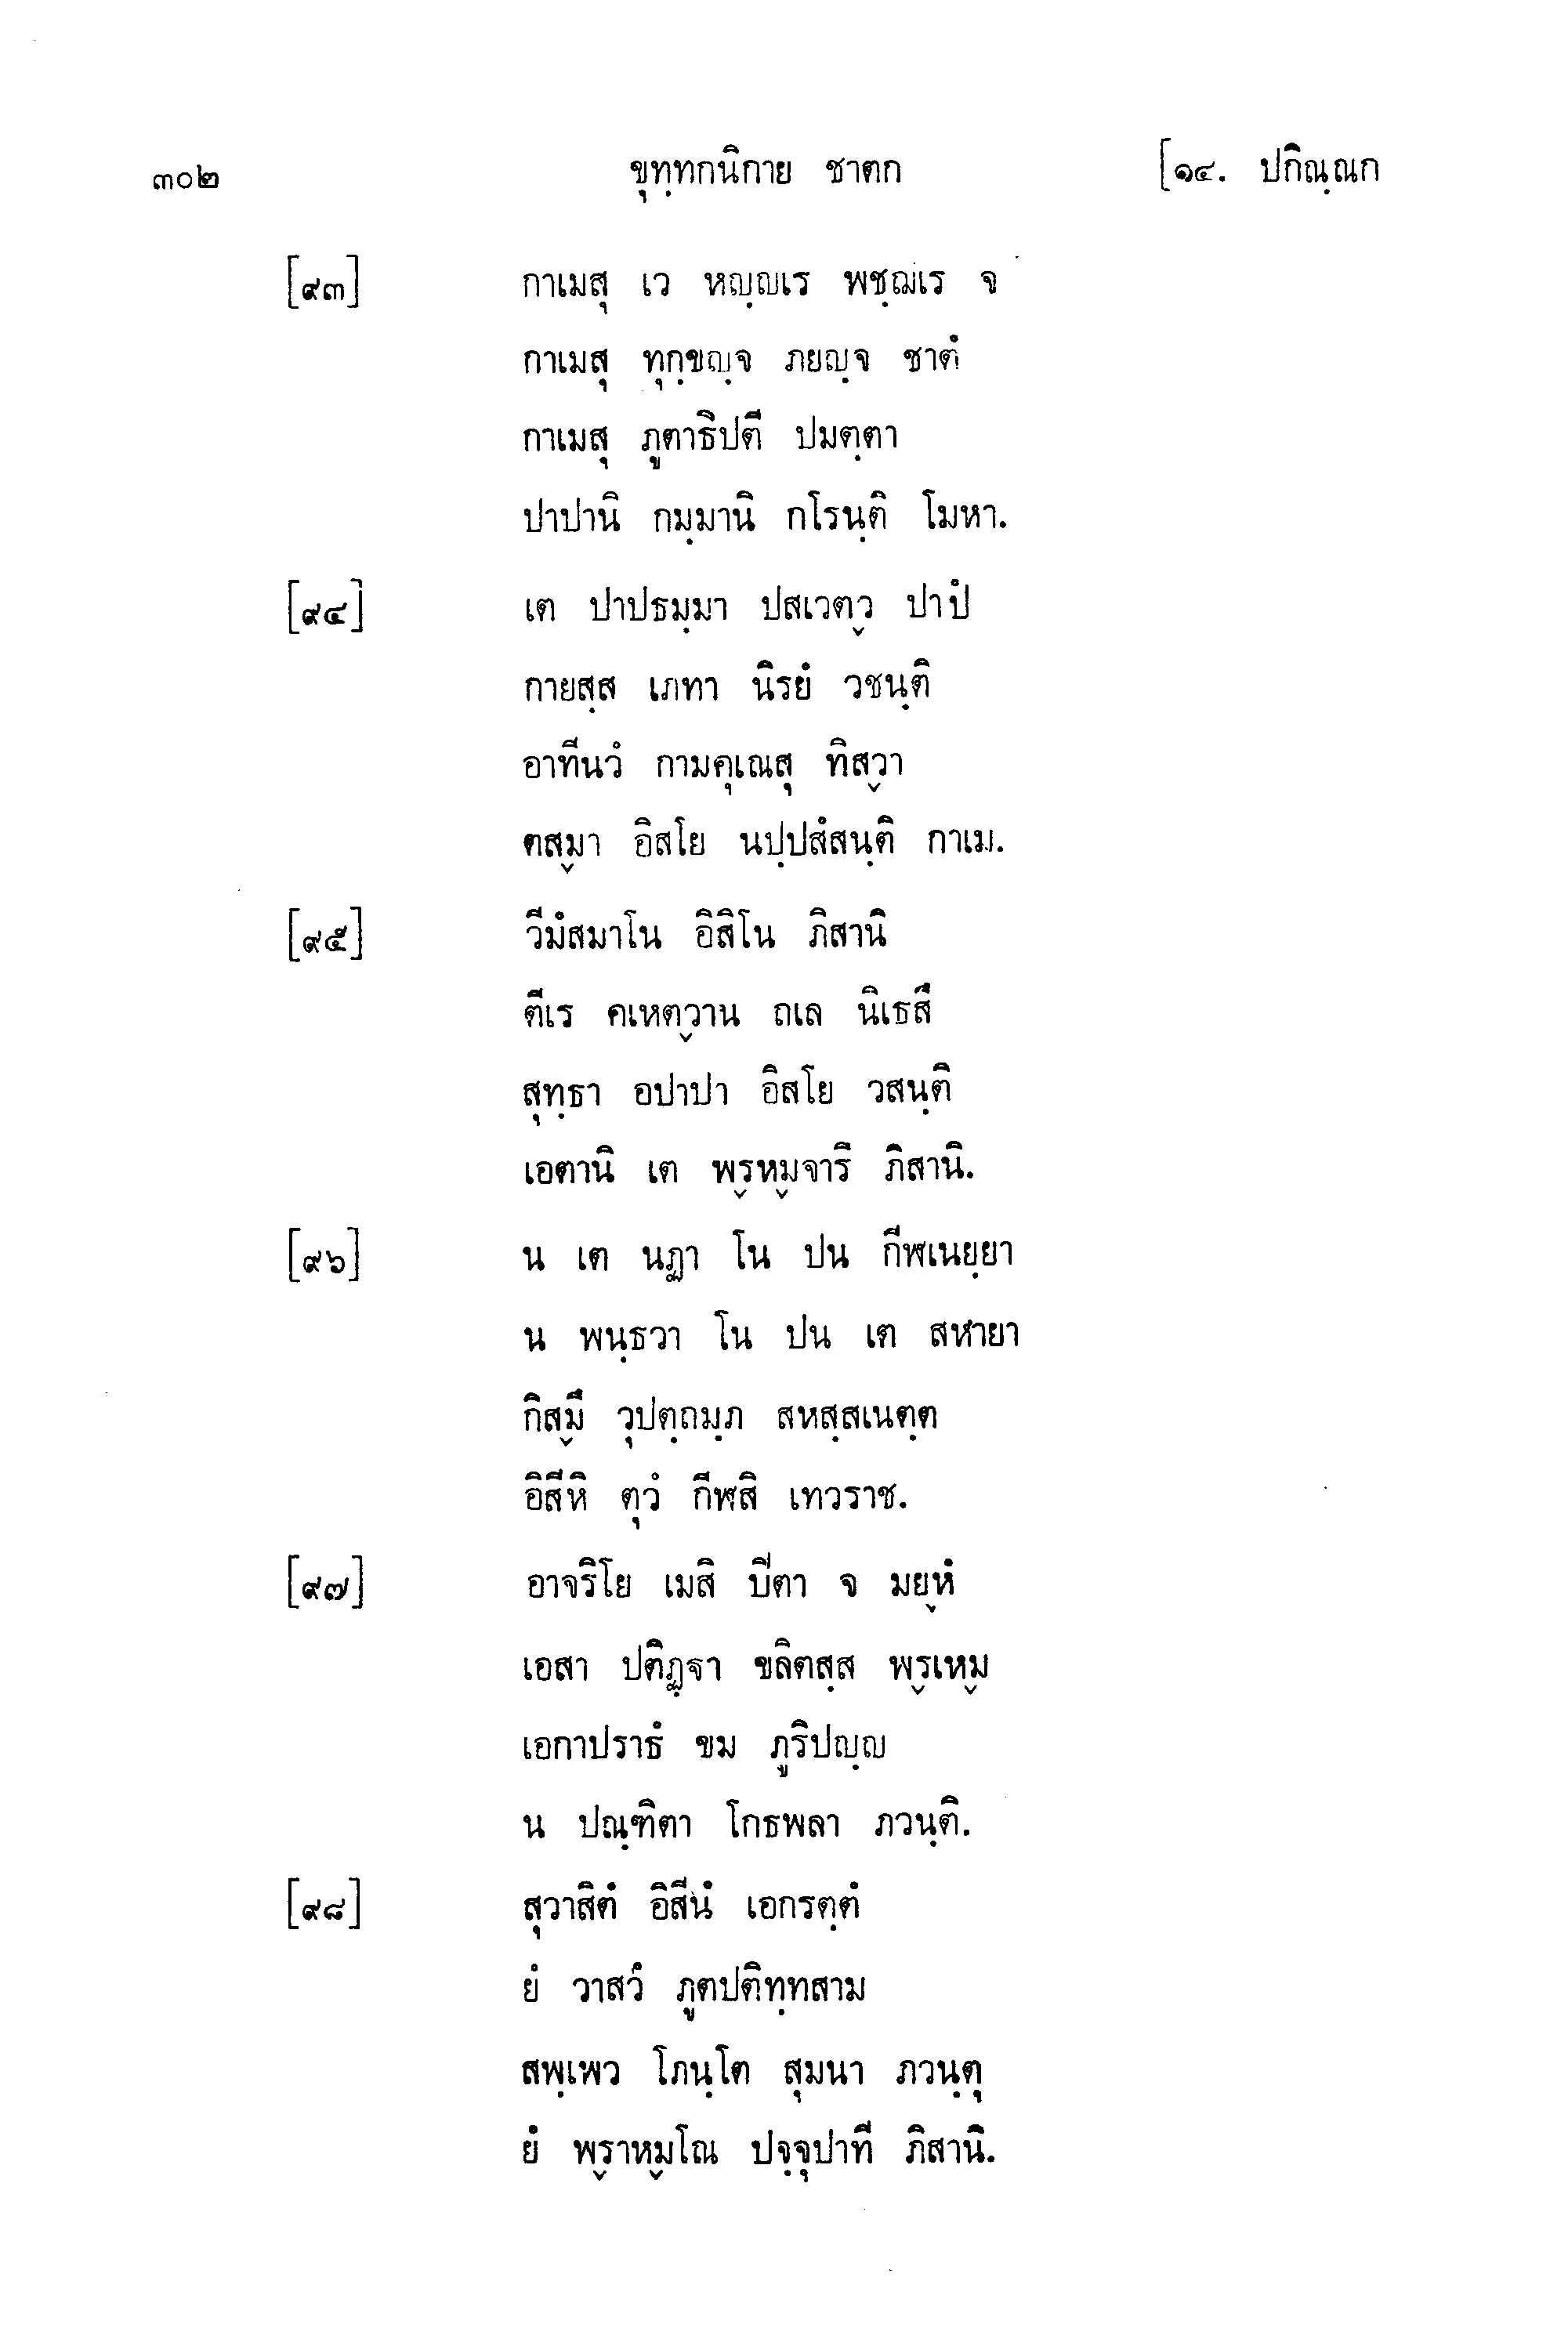 ๓๐๒ ขุทฺทกนิกาย ชาตก [๑๔. ปกิณฺณก
[๙๓] กาเมสุ เว หญฺญเร พชฺฌเร จ
กาเมสุ ทุกฺขญฺจ ภยญฺจ ชาตํ
กาเมสุ ภูตาธิปตี ปมตฺตา
ปาปานิ กมฺมานิ กโรนฺติ โมหา.
[๙๔] เต ปาปธมฺมา ปสเวตฺว ปาปํ
กายสฺส เภทา นิรยํ วชนฺติ
อาทีนวํ กามคุเณสุ ทิสฺวา
ตสฺมา อิสโย นปฺปสํสนฺติ กาเม.
[๙๕] วีมํสมาโน อิสิโน ภิสานิ
ตีเร คเหตฺวาน ถเล นิเธสึ
สุทฺธา อปาปา อิสโย วสนฺติ
เอตานิ เต พฺรหฺมจารี ภิสานิ.
[๙๖] น เต นฏา โน ปน กีฬเนยฺยา
น พนฺธวา โน ปน เต สหายา
กิสฺมึ วุปตฺถมฺภ สหสฺสเนตฺต
อิสีหิ ตุวํ กีฬสิ เทวราช.
[๙๗] อาจริโย เมสิ ปิตา จ มยฺหํ
เอสา ปติฏฺฐา ขลิตสฺส พฺรเหฺม
เอกาปราธํ ขม ภูริปญฺญ
น ปณฺฑิตา โกธพลา ภวนฺติ.
[๙๘] สุวาสิตํ อิสีนํ เอกรตฺตํ
ยํ วาสวํ ภูตปติทฺทสาม
สพฺเพว โภนฺโต สุมนา ภวนฺตุ
ยํ พฺราหฺมโณ ปจฺจุปาที ภิสานิ.